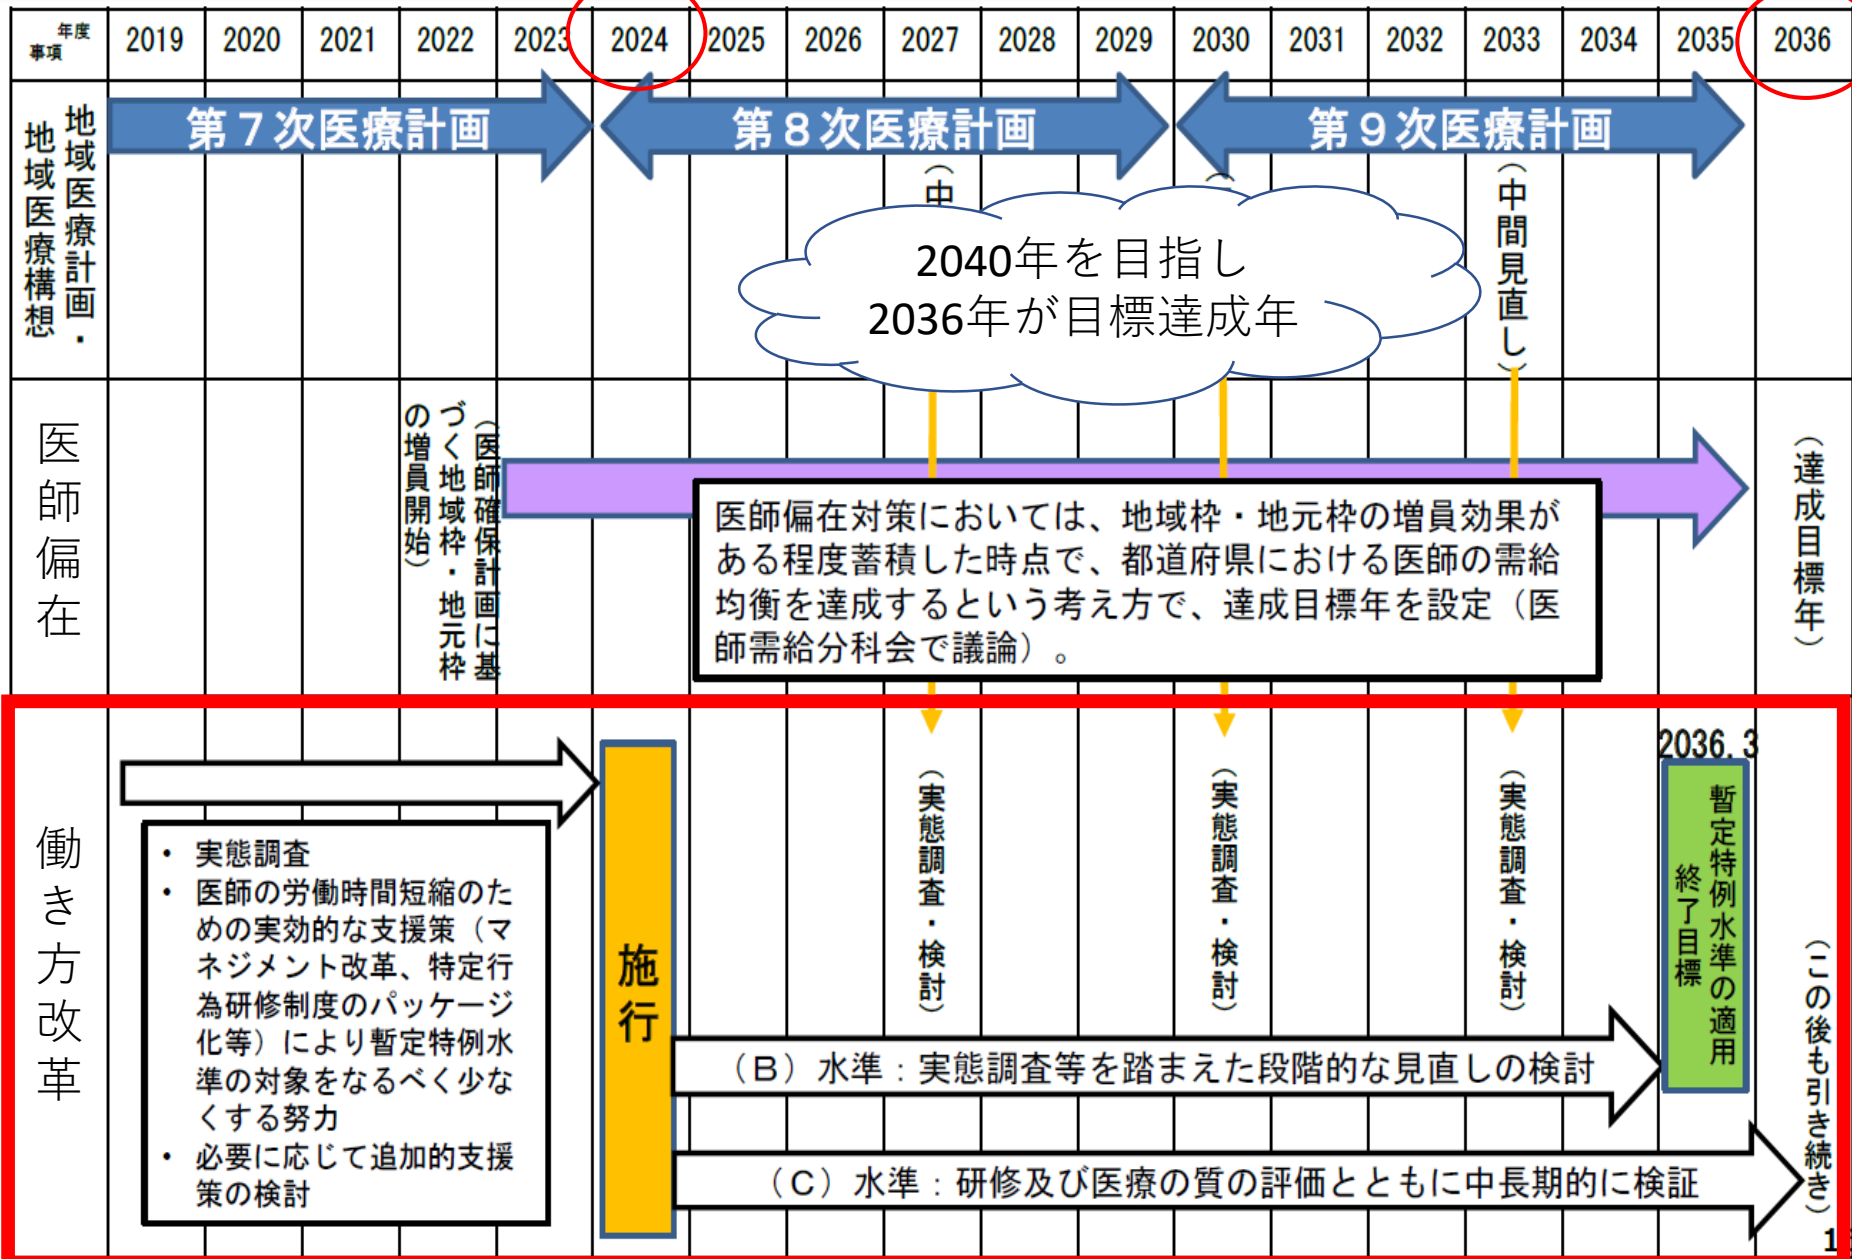 年度
事項
2019 2020 2021 2022 2023 2024 2025 2026 2027 2028 2029 2030 2031 2032 2033 2034 2035 2036
地域医療計画・
地域医療構想
第７次医療計画
第８次医療計画
第９次医療計画
（中
（
（中間見直し）
2040年を目指し
2036年が目標達成年
医師偏在
（医師確保計画に基
づく地域枠・地元枠
の増員開始）
医師偏在対策においては、地域枠・地元枠の増員効果が
ある程度蓄積した時点で、都道府県における医師の需給
均衡を達成するという考え方で、達成目標年を設定（医
師需給分科会で議論）。
（達成目標年）
働き方改革
• 実態調査
• 医師の労働時間短縮のた
めの実効的な支援策（マ
ネジメント改革、特定行
為研修制度のパッケージ
化等）により暫定特例水
準の対象をなるべく少な
くする努力
• 必要に応じて追加的支援
策の検討
施行
（実態調査・検討）
（実態調査・検討）
（実態調査・検討）
2036.3
暫定特例水準の適用
終了目標
（Ｂ）水準：実態調査等を踏まえた段階的な見直しの検討
（Ｃ）水準：研修及び医療の質の評価とともに中長期的に検証
（この後も引き続き）